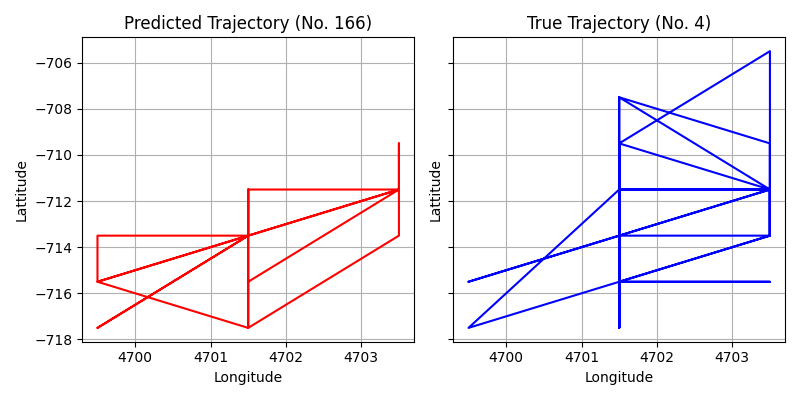 Predicted Trajectory (No. 166)
True Trajectory (No. 4)
Lattitude
−706
−708
−710
−712
−714
−716
−718
4700
4701
4702
4703
Longitude
Lattitude
4700
4701
4702
4703
Longitude